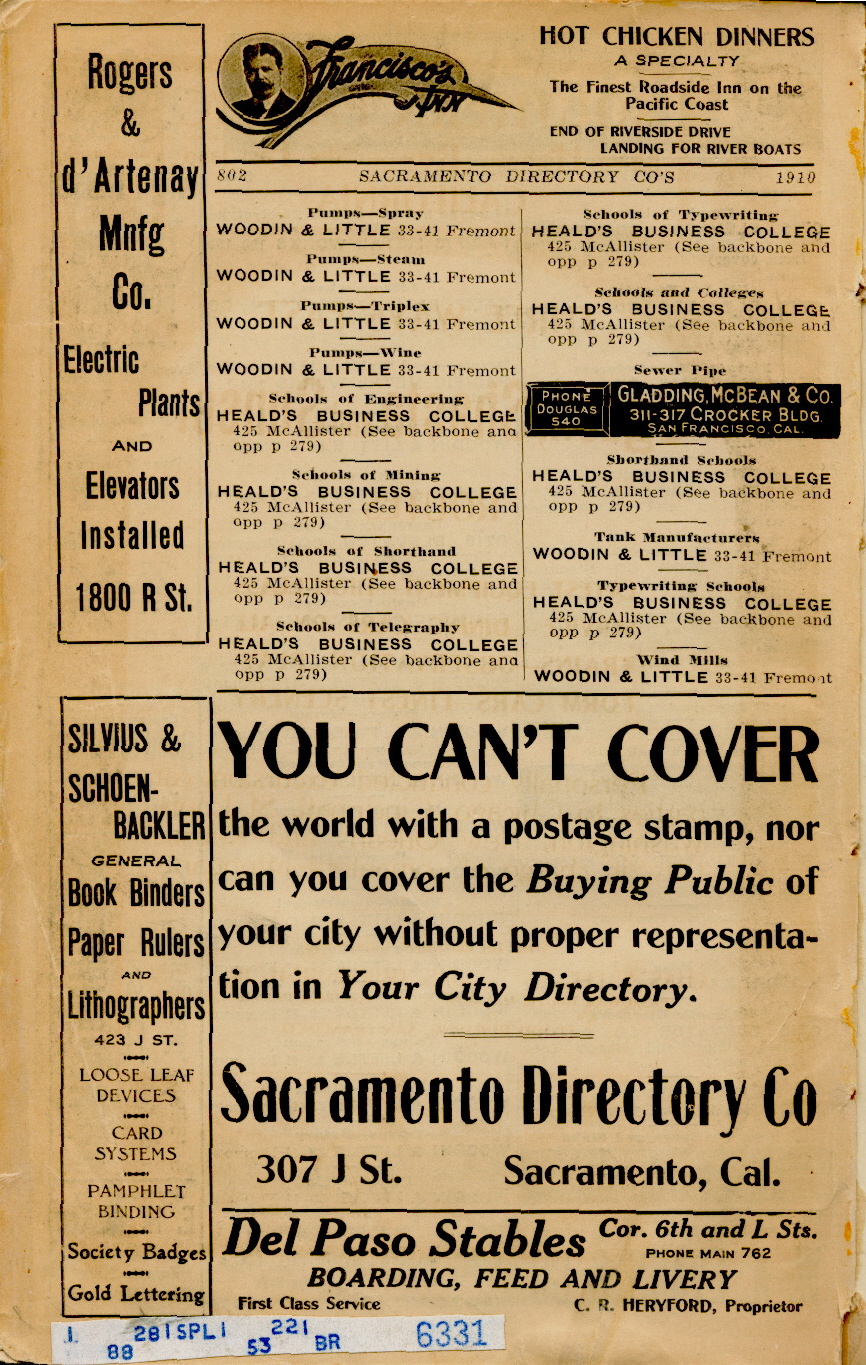 Francisco's
Inn
HOT CHICKEN DINNERS
A SPECIALTY
The Finest Roadside Inn on the
Pacific Coast
END OF RIVERSIDE DRIVE
LANDING FOR RIVER BOATS
802 SACRAMENTO DIRECTORY CO'S 1910
Rogers
&
d'Artenay
Mnfg
Co.
Electric
Plants
AND
Elevators
Installed
1800 R St.
Pumps—Spray
WOODIN & LITTLE 33-41 Fremont
Pumps—Steam
WOODIN & LITTLE 33-41 Fremont
Pumps—Triplex
WOODIN & LITTLE 33-41 Fremont
Pumps—Wine
WOODIN & LITTLE 33-41 Fremont
Schools of Engineering
HEALD'S BUSINESS COLLEGE
425 McAllister (See backbone and
opp p 279)
Schools of Mining
HEALD'S BUSINESS COLLEGE
425 McAllister (See backbone and
opp p 279)
Schools of Shorthand
HEALD'S BUSINESS COLLEGE
425 McAllister (See backbone and
opp p 279)
Schools of Telegraphy
HEALD'S BUSINESS COLLEGE
425 McAllister (See backbone and
opp p 279)
Schools of Typewriting
HEALD'S BUSINESS COLLEGE
425 McAllister (See backbone and
opp p 279)
Schools and Colleges
HEALD'S BUSINESS COLLEGE
425 McAllister (See backbone and
opp p 279)
Sewer Pipe
PHONE
DOUGLAS
540
GLADDING, McBEAN & CO.
311-317 CROCKER BLDG.
SAN FRANCISCO, CAL.
Shorthand Schools
HEALD'S BUSINESS COLLEGE
425 McAllister (See backbone and
opp p 279)
Tank Manufacturers
WOODIN & LITTLE 33-41 Fremont
Typewriting Schools
HEALD'S BUSINESS COLLEGE
425 McAllister (See backbone and
opp p 279)
Wind Mills
WOODIN & LITTLE 33-41 Fremont
SILVIUS &
SCHOEN-
BACKLER
GENERAL
Book Binders
Paper Rulers
AND
Lithographers
423 J ST.
LOOSE LEAF
DEVICES
CARD
SYSTEMS
PAMPHLET
BINDING
Society Badges
Gold Lettering
YOU CAN'T COVER
the world with a postage stamp, nor
can you cover the Buying Public of
your city without proper representa-
tion in Your City Directory.
Sacramento Directory Co
307 J St. Sacramento, Cal.
Del Paso Stables Cor. 6th and L Sts.
PHONE MAIN 762
BOARDING, FEED AND LIVERY
First Class Service C. R. HERYFORD, Proprietor
281SPLI 221 6331
88 53 BR